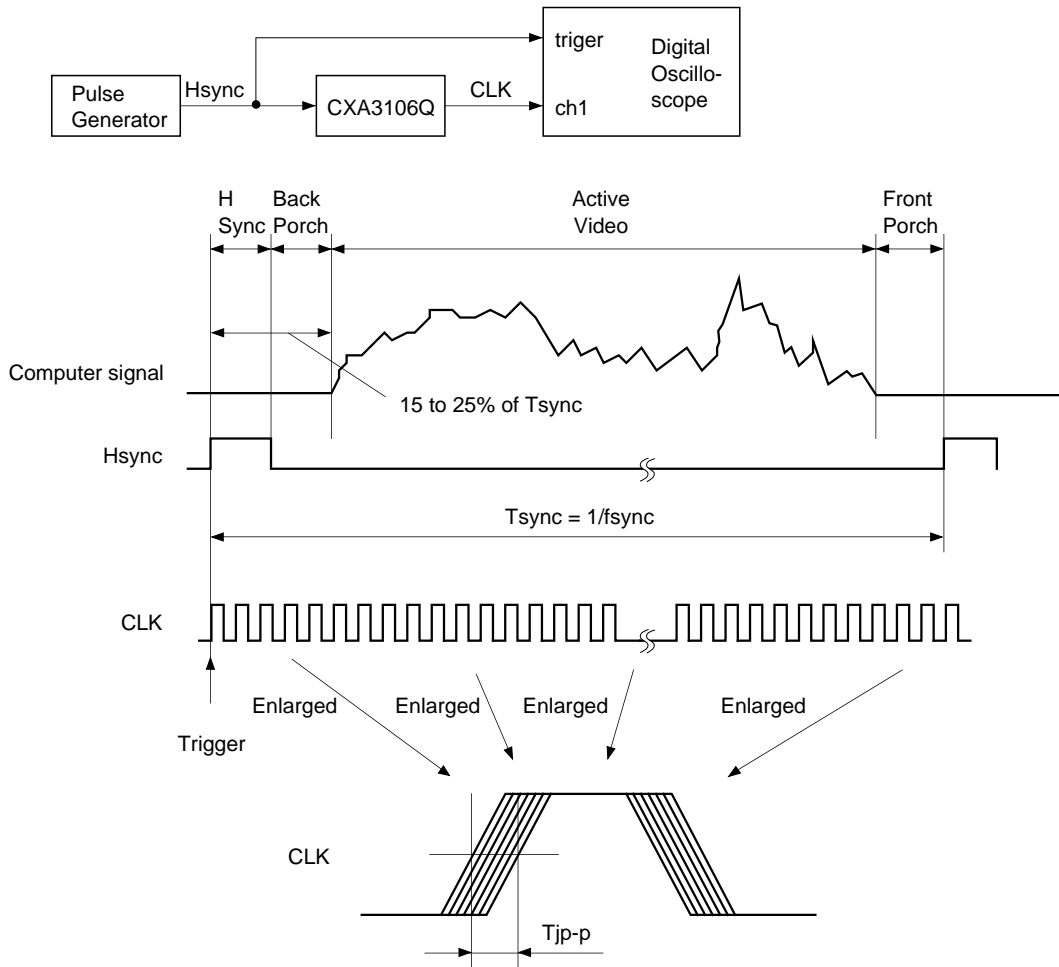 triger
Digital
Oscillo-
scope
Hsync
CLK
Pulse
Generator
CXA3106Q
ch1
H
Sync
Back
Porch
Active
Video
Front
Porch
Computer signal
15 to 25% of Tsync
Hsync
Tsync = 1/fsync
CLK
Enlarged
Enlarged
Enlarged
Enlarged
Trigger
CLK
Tjp-p